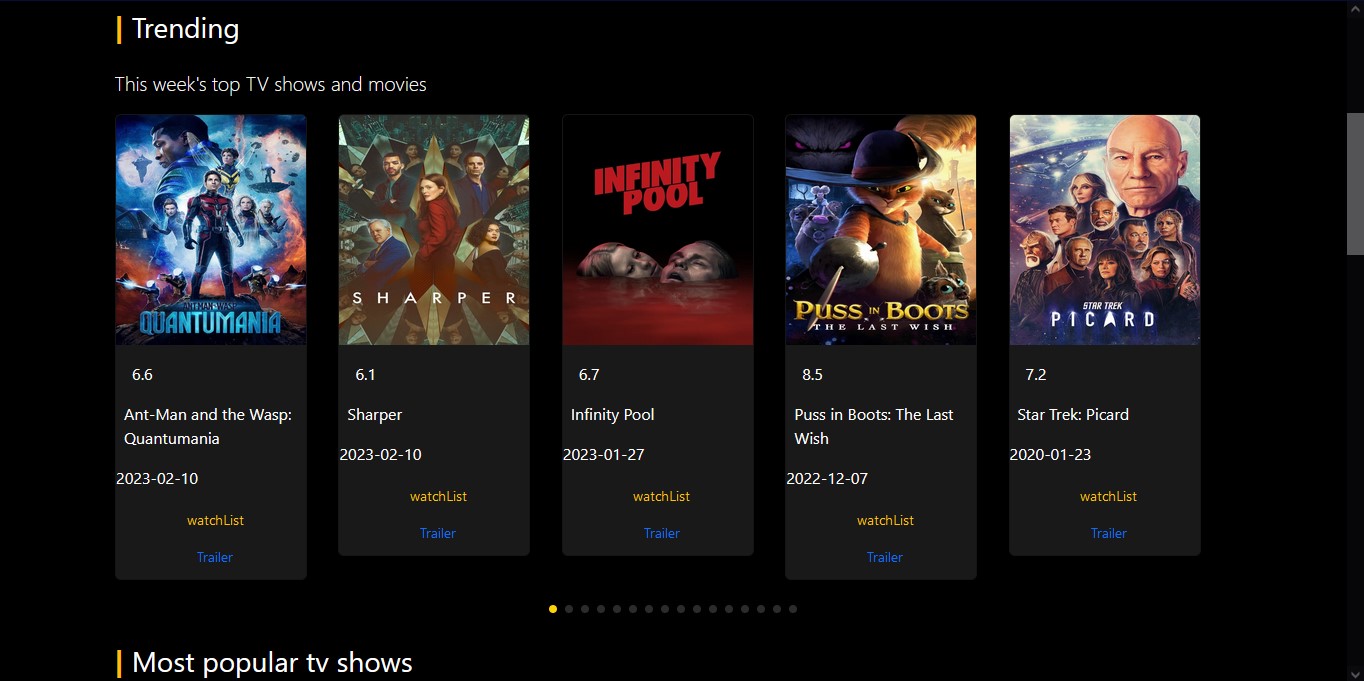 Trending
This week's top TV shows and movies
ANT-MAN AND THE WASP
QUANTUMANIA
SHARPER
INFINITY
POOL
PUSS IN BOOTS
THE LAST WISH
STAR TREK
PICARD
6.6
Ant-Man and the Wasp:
Quantumania
2023-02-10
watchList
Trailer
6.1
Sharper
2023-02-10
watchList
Trailer
6.7
Infinity Pool
2023-01-27
watchList
Trailer
8.5
Puss in Boots: The Last
Wish
2022-12-07
watchList
Trailer
7.2
Star Trek: Picard
2020-01-23
watchList
Trailer
Most popular tv shows